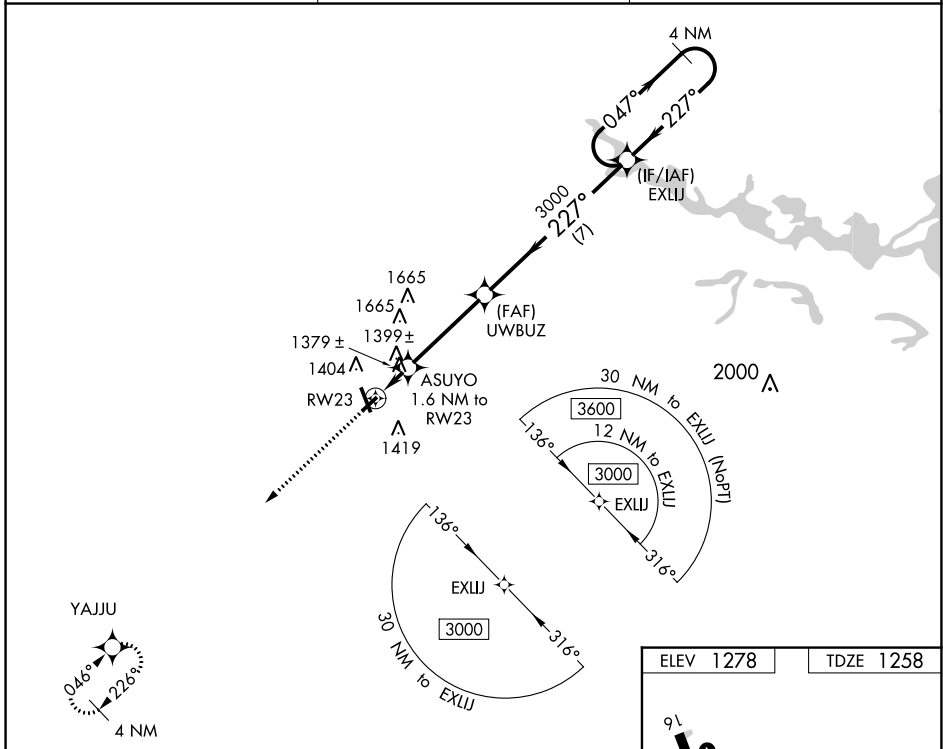 4 NM
047°
227°
(IF/IAF)
EXLIJ
3000
227°
(7)
1665
1665
(FAF)
UWBUZ
1379 ±
1399 ±
1404
ASUYO
1.6 NM to
RW23
RW23
1419
2000
30 NM to EXLIJ (NoPT)
3600
12 NM to EXLIJ
136°
3000
EXLIJ
316°
136°
EXLIJ
3000
316°
30 NM to EXLIJ
YAJJU
046°
226°
4 NM
ELEV 1278
TDZE 1258
16